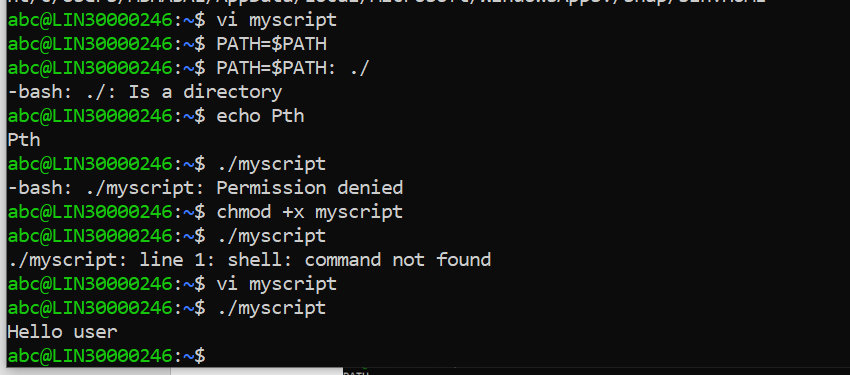 abc@LIN30000246:~$ vi myscript
abc@LIN30000246:~$ PATH=$PATH
abc@LIN30000246:~$ PATH=$PATH: ./
-bash: ./: Is a directory
abc@LIN30000246:~$ echo Pth
Pth
abc@LIN30000246:~$ ./myscript
-bash: ./myscript: Permission denied
abc@LIN30000246:~$ chmod +x myscript
abc@LIN30000246:~$ ./myscript
./myscript: line 1: shell: command not found
abc@LIN30000246:~$ vi myscript
abc@LIN30000246:~$ ./myscript
Hello user
abc@LIN30000246:~$